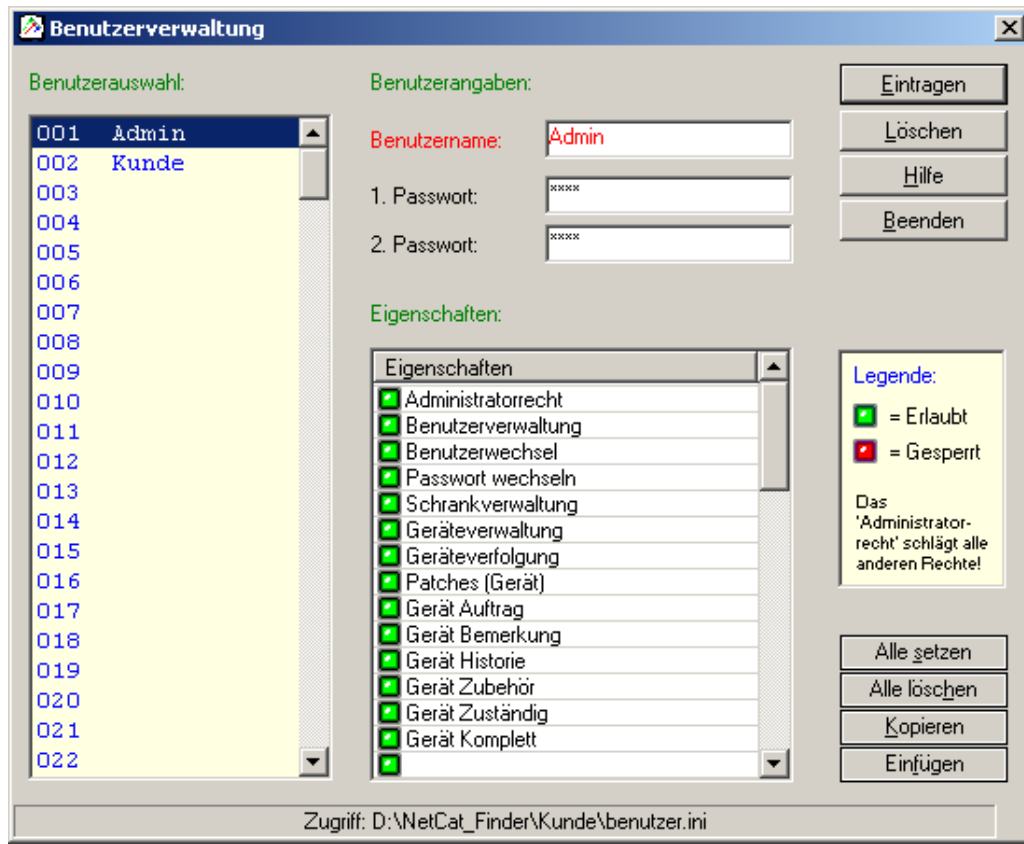 Benutzerverwaltung
Benutzerauswahl:
001 Admin
002 Kunde
003
004
005
006
007
008
009
010
011
012
013
014
015
016
017
018
019
020
021
022
Benutzerangaben:
Benutzername: Admin
1. Passwort: ****
2. Passwort: ****
Eigenschaften:
Eigenschaften
Administratorrecht
Benutzerverwaltung
Benutzerwechsel
Passwort wechseln
Schrankverwaltung
Geräteverwaltung
Geräteverfolgung
Patches (Gerät)
Gerät Auftrag
Gerät Bemerkung
Gerät Historie
Gerät Zubehör
Gerät Zuständig
Gerät Komplett
Eintragen
Löschen
Hilfe
Beenden
Legende:
= Erlaubt
= Gesperrt
Das
'Administrator-
recht' schlägt alle
anderen Rechte!
Alle setzen
Alle löschen
Kopieren
Einfügen
Zugriff: D:\NetCat_Finder\Kunde\benutzer.ini